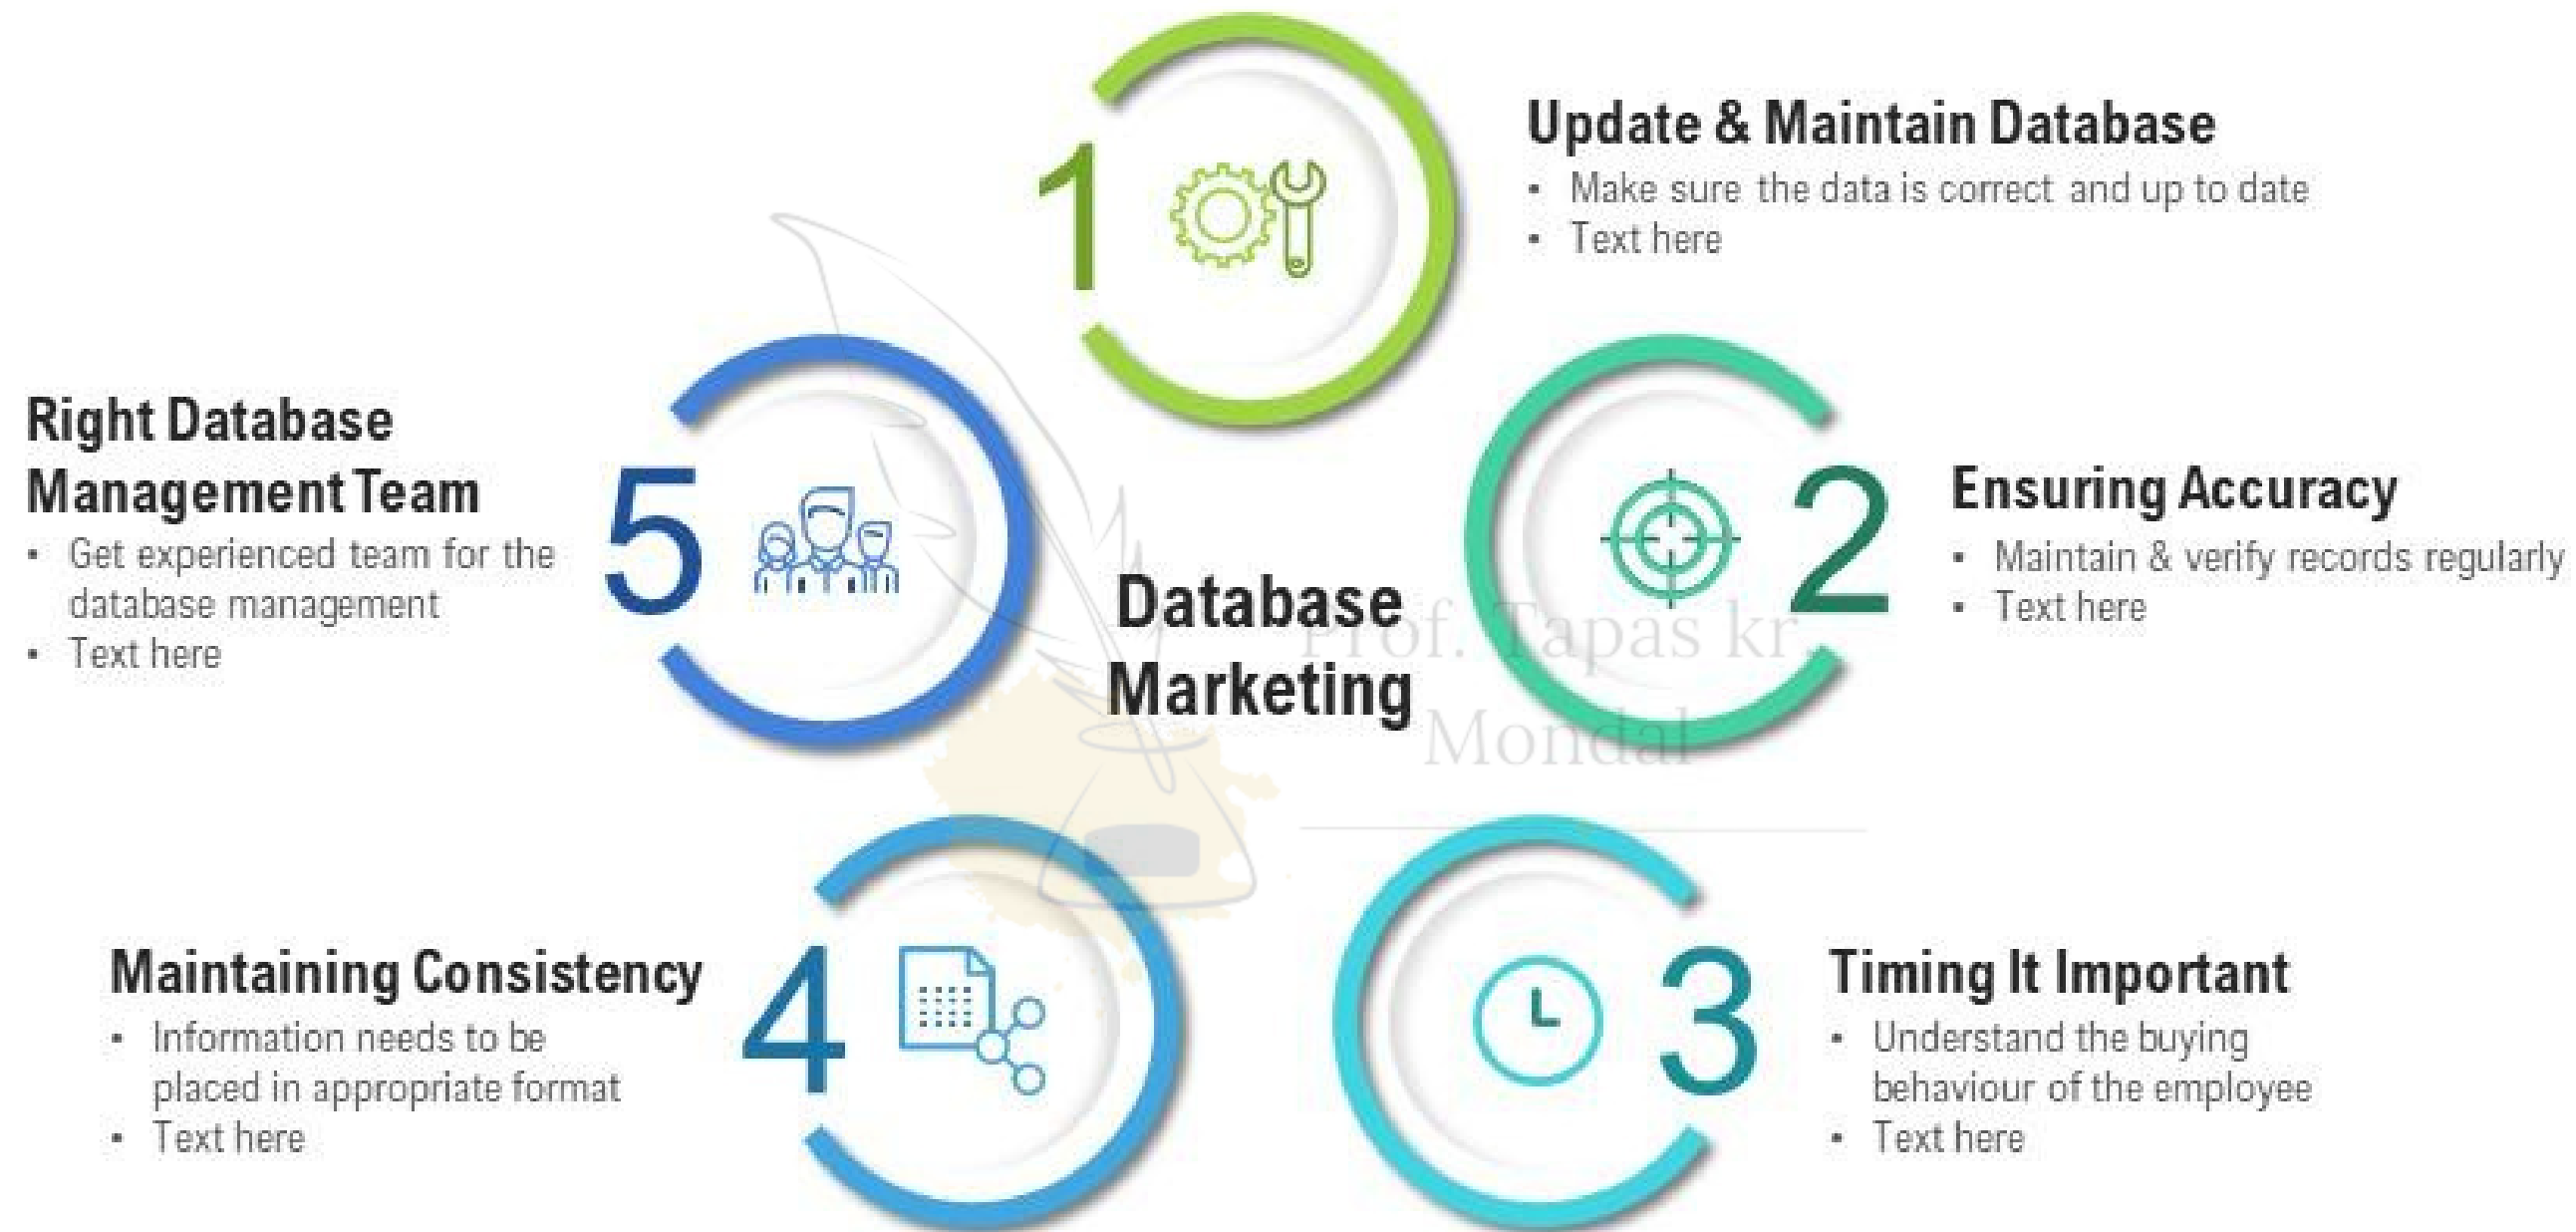 1
Update & Maintain Database
• Make sure the data is correct and up to date
• Text here
2
Ensuring Accuracy
• Maintain & verify records regularly
• Text here
3
Timing It Important
• Understand the buying
behaviour of the employee
• Text here
4
Maintaining Consistency
• Information needs to be
placed in appropriate format
• Text here
5
Right Database
Management Team
• Get experienced team for the
database management
• Text here
Database
Marketing
Prof. Tapas kr.
Mondal